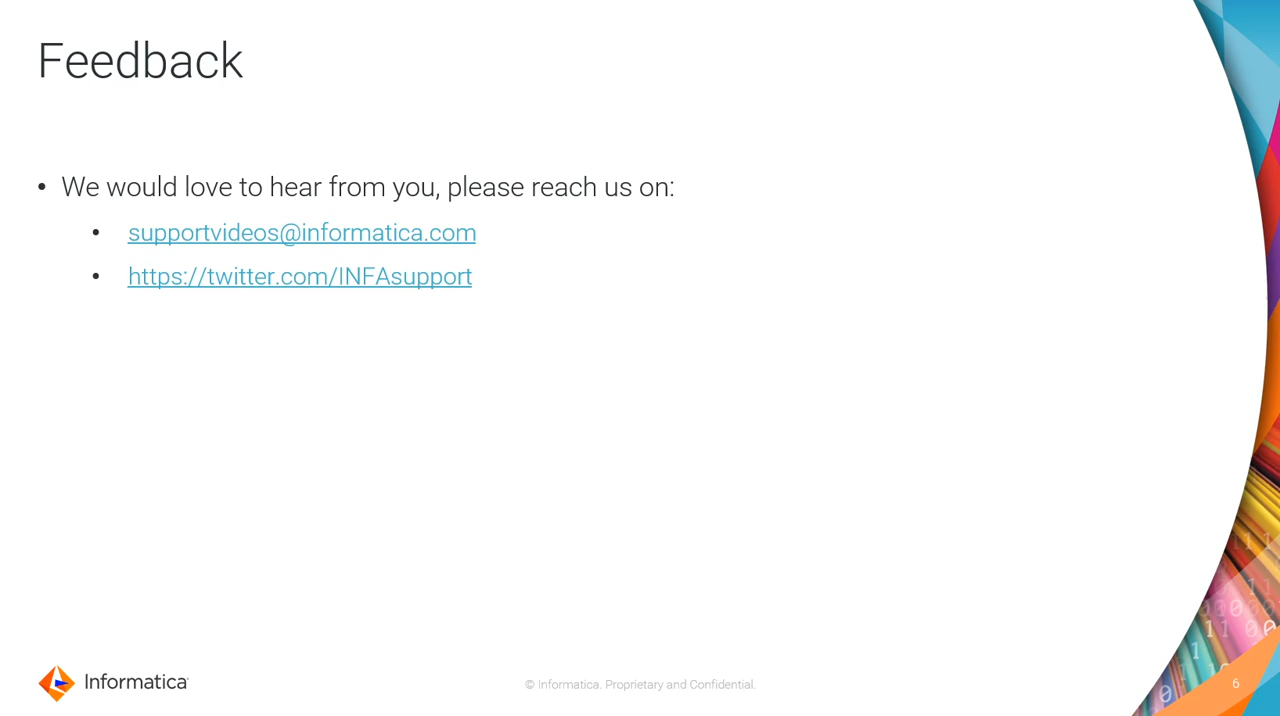 Feedback
• We would love to hear from you, please reach us on:
• supportvideos@informatica.com
• https://twitter.com/INFAsupport
Informatica
© Informatica. Proprietary and Confidential.
6